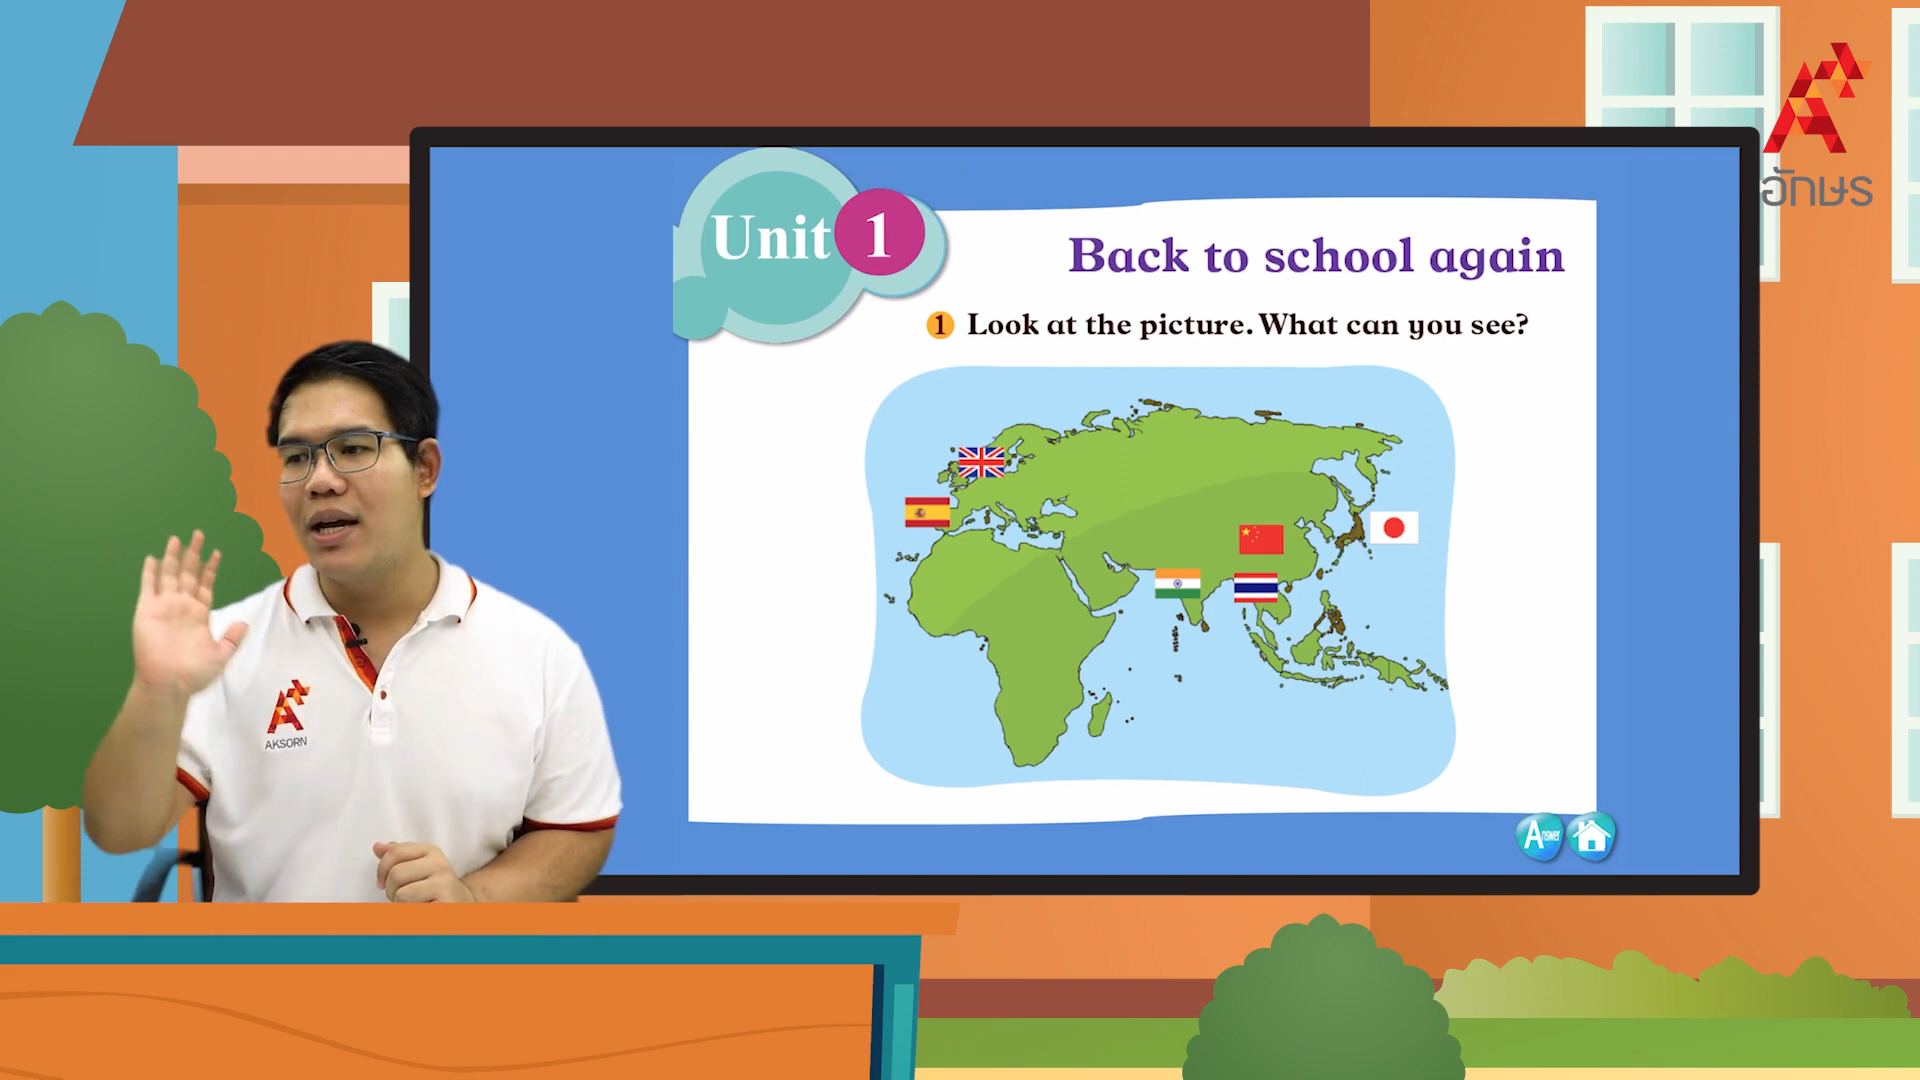 อักษร
Unit 1
Back to school again
1 Look at the picture. What can you see?
AKSORN
Answer